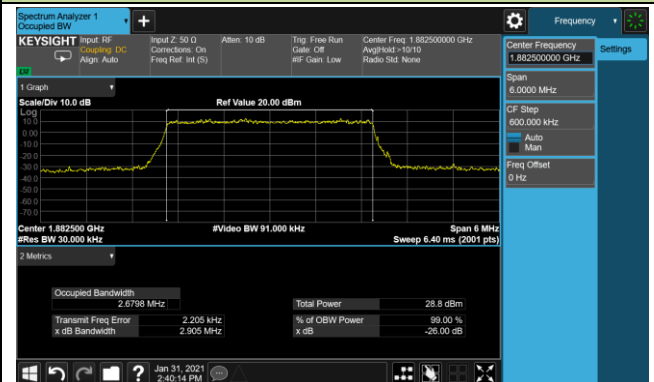 Spectrum Analyzer 1
Occupied BW
Frequency
KEYSIGHT
Input: RF
Coupling: DC
Align: Auto
Input Z: 50 Ω
Corrections: On
Freq Ref: Int (S)
Atten: 10 dB
Trig: Free Run
Gate: Off
#IF Gain: Low
Center Freq: 1.882500000 GHz
Avg|Hold:>10/10
Radio Std: None
Center Frequency
1.882500000 GHz
Settings
Span
6.0000 MHz
CF Step
600.000 kHz
Auto
Man
Freq Offset
0 Hz
1 Graph
Scale/Div 10.0 dB
Ref Value 20.00 dBm
Log
10.0
0.00
-10.0
-20.0
-30.0
-40.0
-50.0
-60.0
-70.0
Center 1.882500 GHz
#Video BW 91.000 kHz
Span 6 MHz
#Res BW 30.000 kHz
Sweep 6.40 ms (2001 pts)
2 Metrics
Occupied Bandwidth
2.6798 MHz
Total Power
28.8 dBm
Transmit Freq Error
2.205 kHz
% of OBW Power
99.00 %
x dB Bandwidth
2.905 MHz
x dB
-26.00 dB
Jan 31, 2021
2:40:14 PM